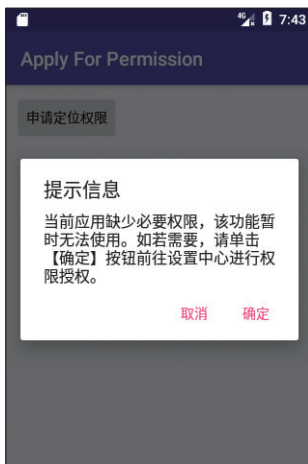 4G 7:43
Apply For Permission
申请定位权限
提示信息
当前应用缺少必要权限，该功能暂
时无法使用。如若需要，请单击
【确定】按钮前往设置中心进行权
限授权。
取消 确定